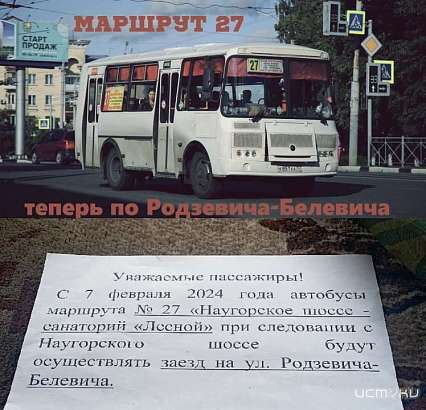 МАРШРУТ 27
СТАРТ
ПРОДАЖ
27
теперь по Родзевича-Белевича
Уважаемые пассажиры!
С 7 февраля 2024 года автобусы
маршрута № 27 «Наугорское шоссе -
санаторий «Лесной» при следовании с
Наугорского шоссе будут
осуществлять заезд на ул. Родзевича-
Белевича.
истоки